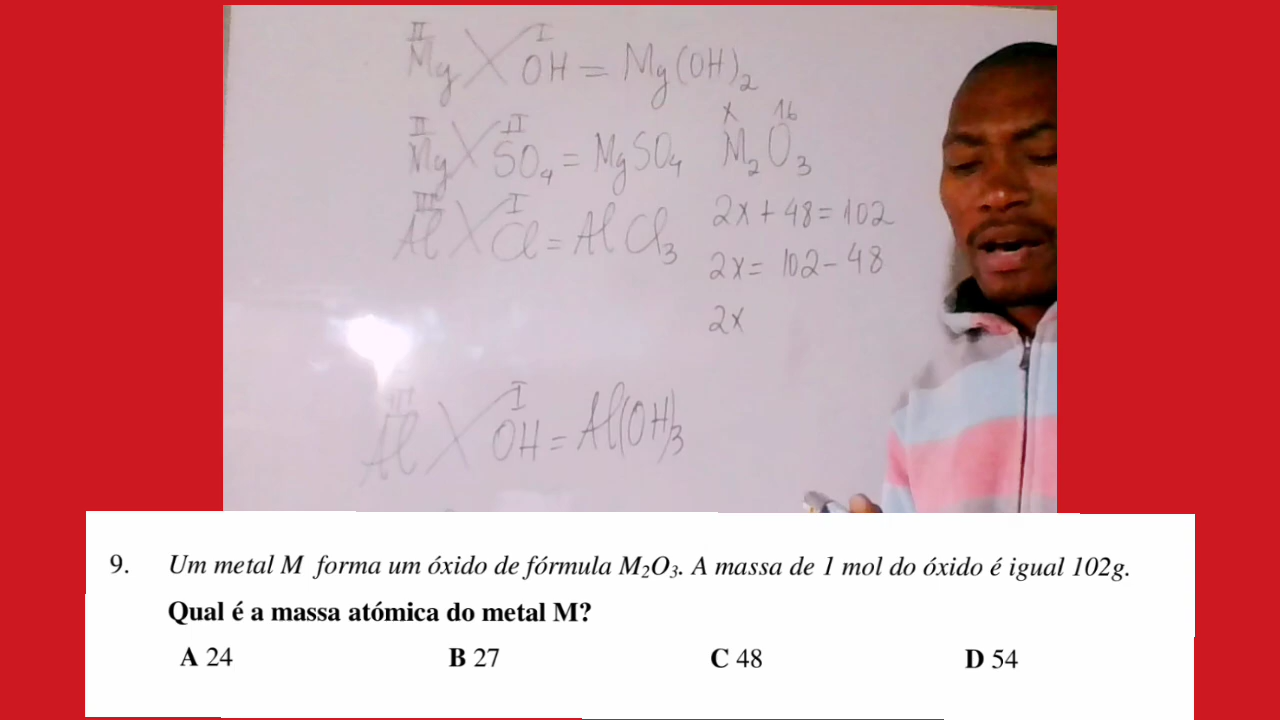 II I
Mg OH = Mg(OH)₂
II II
Mg SO₄ = MgSO₄
III I
Al Cl = AlCl₃
x 16
M₂O₃
2x + 48 = 102
2x = 102 - 48
2x
III I
Al OH = Al(OH)₃
9. Um metal M forma um óxido de fórmula M₂O₃. A massa de 1 mol do óxido é igual 102g.
Qual é a massa atómica do metal M?
A 24 B 27 C 48 D 54